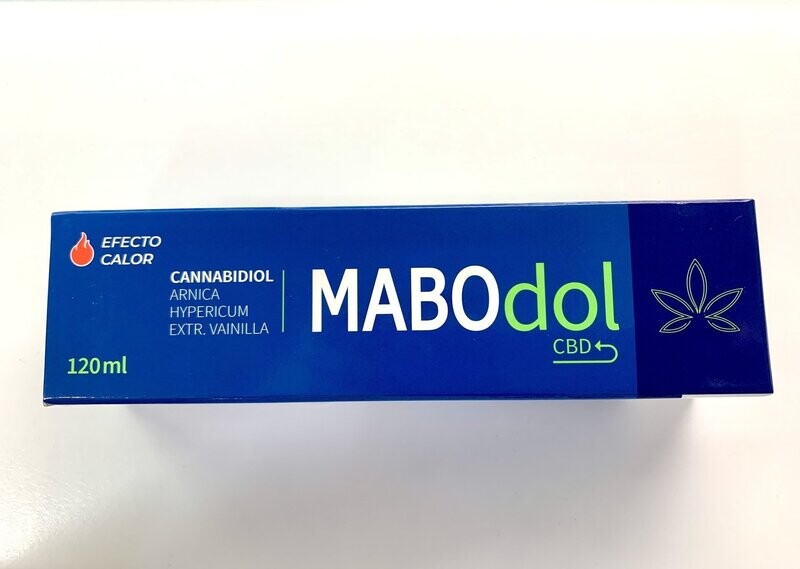 EFECTO
CALOR
CANNABIDIOL
ARNICA
HYPERICUM
EXTR. VAINILLA
120ml
MABOdol
CBD